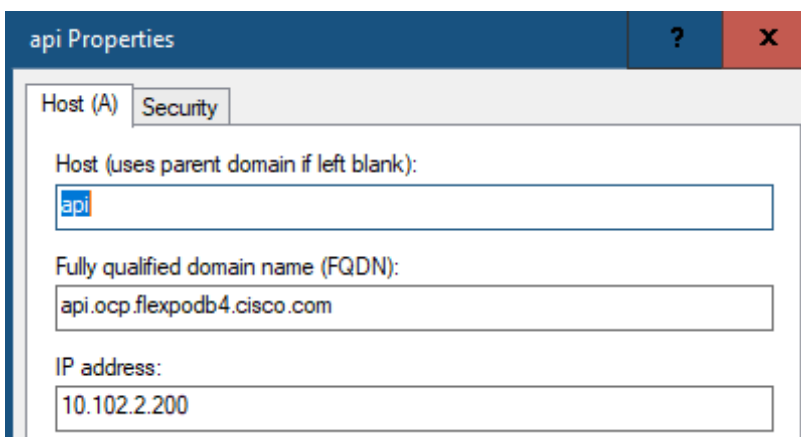 api Properties
? x
Host (A) Security
Host (uses parent domain if left blank):
api
Fully qualified domain name (FQDN):
api.ocp.flexpodb4.cisco.com
IP address:
10.102.2.200